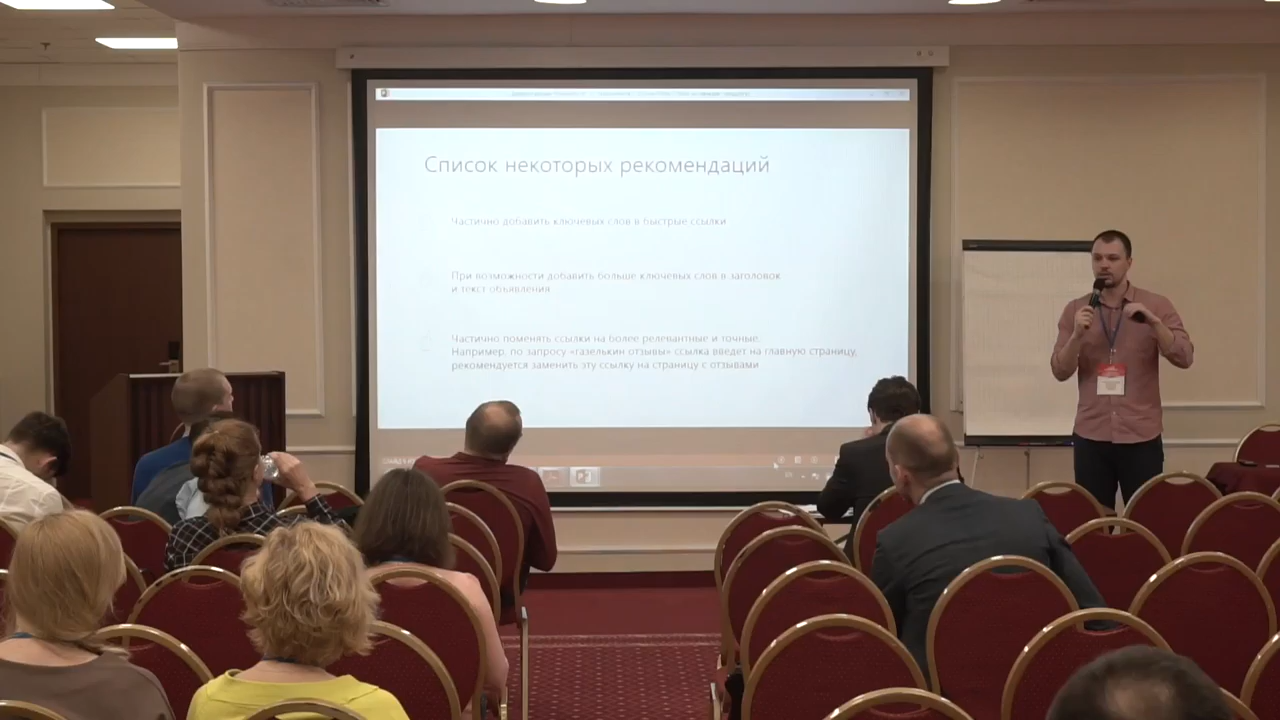 Список некоторых рекомендаций
Частично добавить ключевых слов в быстрые ссылки
При возможности добавить больше ключевых слов в заголовок
и текст объявления
Частично поменять ссылки на более релевантные и точные.
Например, по запросу «газелькин отзывы» ссылка введет на главную страницу,
рекомендуется заменить эту ссылку на страницу с отзывами